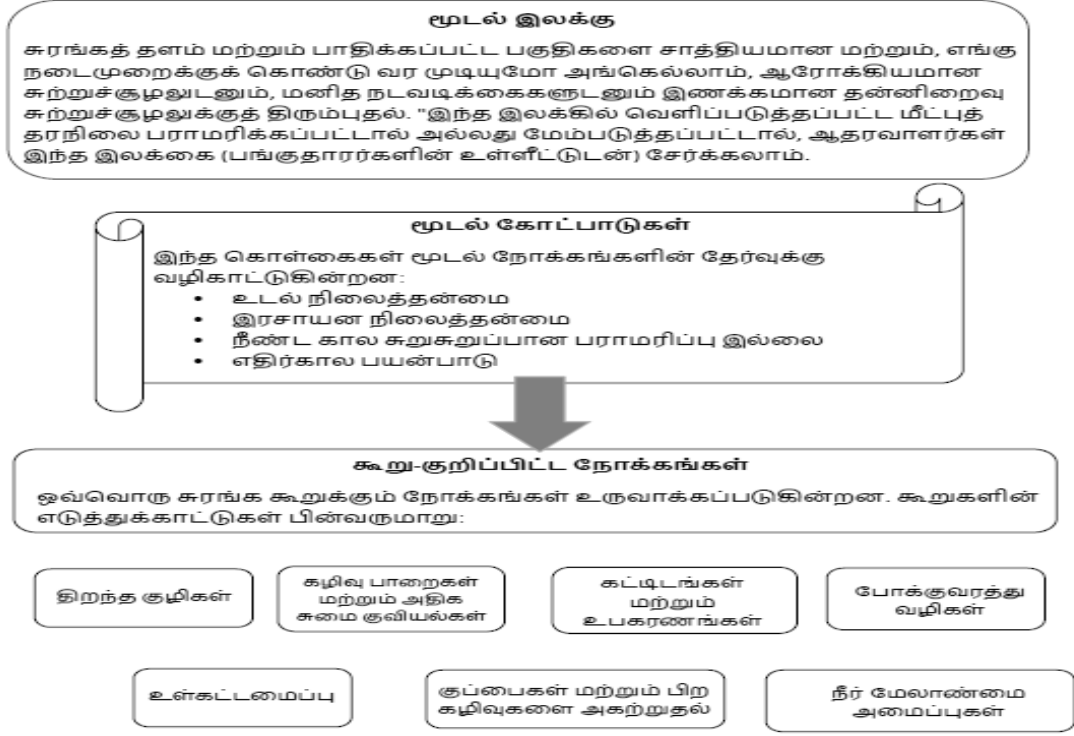 மூடல் இலக்கு
சுரங்கத் தளம் மற்றும் பாதிக்கப்பட்ட பகுதிகளை சாத்தியமான மற்றும், எங்கு
நடைமுறைக்குக் கொண்டு வர முடியுமோ அங்கெல்லாம், ஆரோக்கியமான
சுற்றுச்சூழலுடனும், மனித நடவடிக்கைகளுடனும் இணக்கமான தன்னிறைவு
சுற்றுச்சூழலுக்குத் திரும்புதல். "இந்த இலக்கில் வெளிப்படுத்தப்பட்ட மீட்புத்
தரநிலை பராமரிக்கப்பட்டால் அல்லது மேம்படுத்தப்பட்டால், ஆதரவாளர்கள்
இந்த இலக்கை (பங்குதாரர்களின் உள்ளீட்டுடன்) சேர்க்கலாம்.
மூடல் கோட்பாடுகள்
இந்த கொள்கைகள் மூடல் நோக்கங்களின் தேர்வுக்கு
வழிகாட்டுகின்றன:
• உடல் நிலைத்தன்மை
• இரசாயன நிலைத்தன்மை
• நீண்ட கால சுறுசுறுப்பான பராமரிப்பு இல்லை
• எதிர்கால பயன்பாடு
கூறு-குறிப்பிட்ட நோக்கங்கள்
ஒவ்வொரு சுரங்க கூறுக்கும் நோக்கங்கள் உருவாக்கப்படுகின்றன. கூறுகளின்
எடுத்துக்காட்டுகள் பின்வருமாறு:
திறந்த குழிகள்
கழிவு பாறைகள்
மற்றும் அதிக
சுமை குவியல்கள்
கட்டிடங்கள்
மற்றும்
உபகரணங்கள்
போக்குவரத்து
வழிகள்
உள்கட்டமைப்பு
குப்பைகள் மற்றும் பிற
கழிவுகளை அகற்றுதல்
நீர் மேலாண்மை
அமைப்புகள்